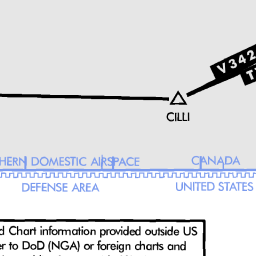 V342
CILLI
HERN DOMESTIC AIRSPACE
CANADA
DEFENSE AREA
UNITED STATES
d Chart information provided outside US
er to DoD (NGA) or foreign charts and